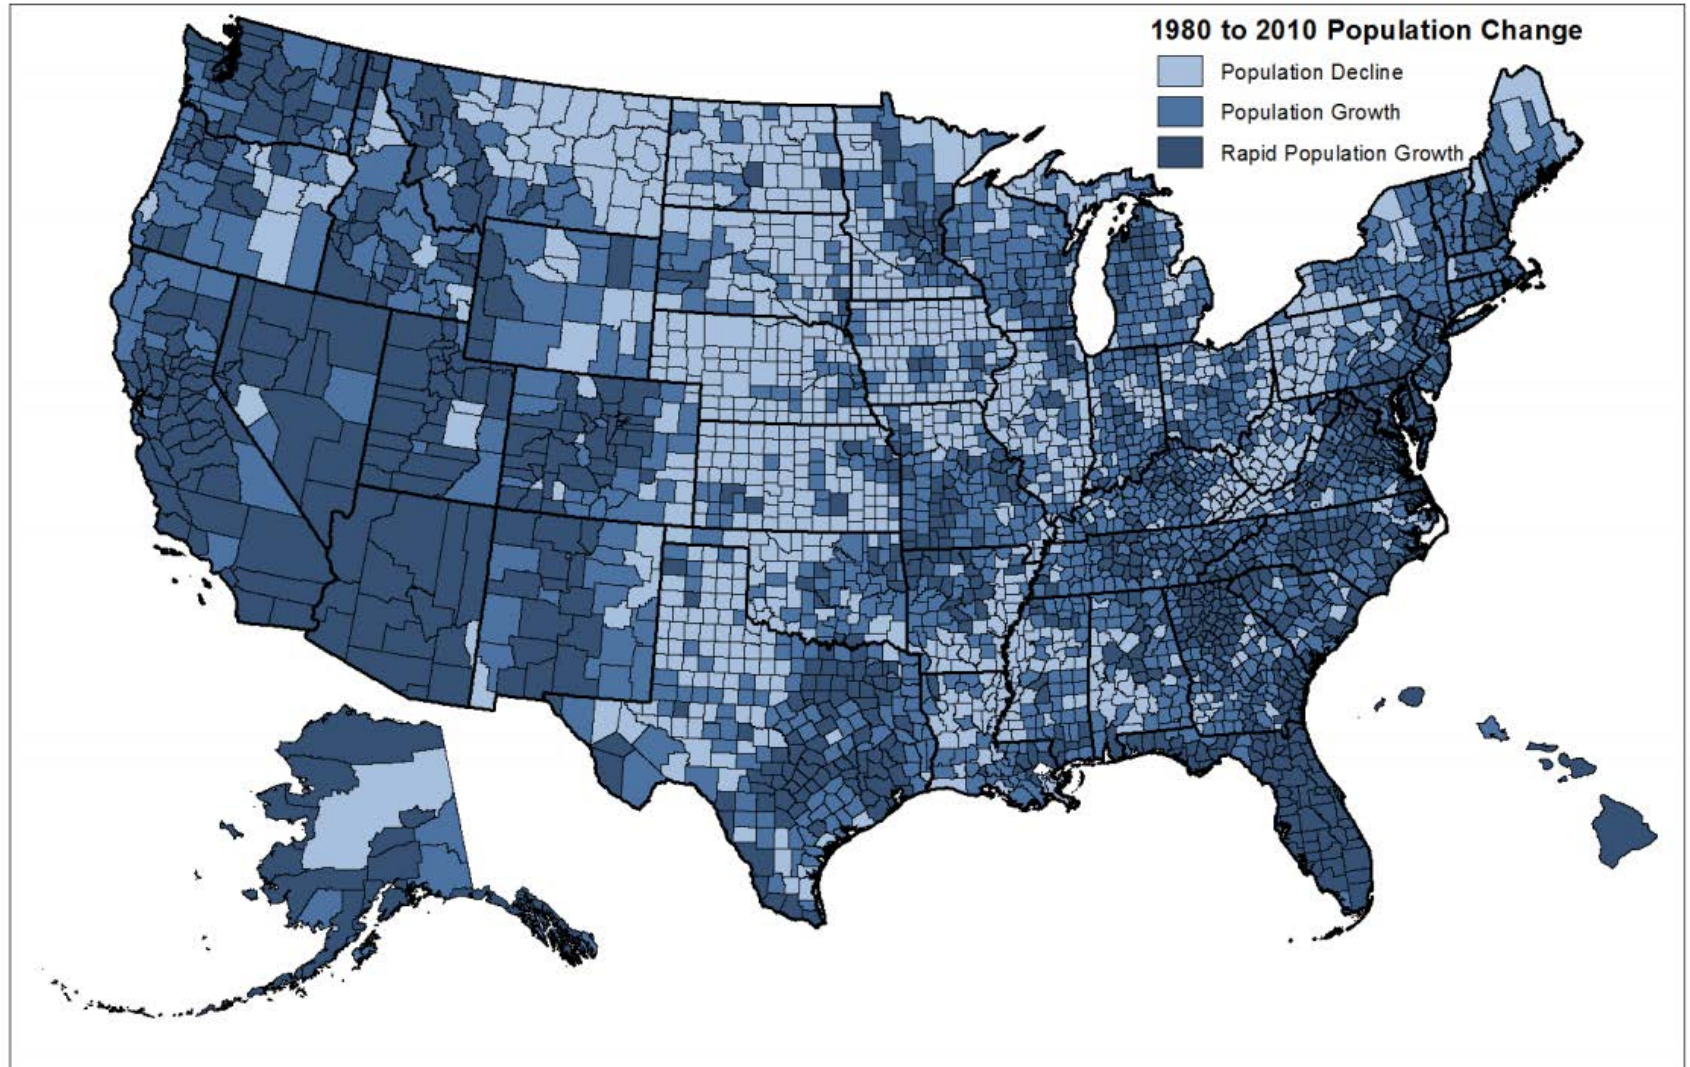 1980 to 2010 Population Change
Population Decline
Population Growth
Rapid Population Growth